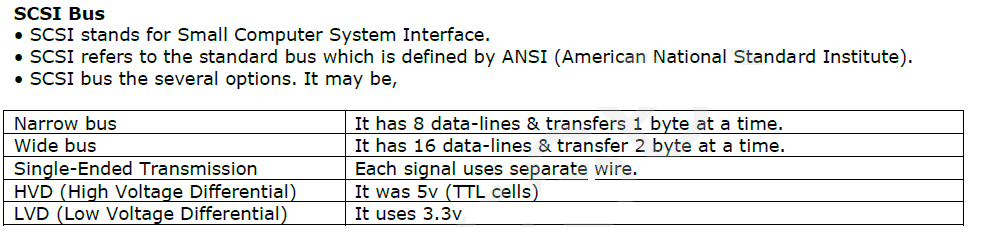 SCSI Bus
• SCSI stands for Small Computer System Interface.
• SCSI refers to the standard bus which is defined by ANSI (American National Standard Institute).
• SCSI bus the several options. It may be,
Narrow bus It has 8 data-lines & transfers 1 byte at a time.
Wide bus It has 16 data-lines & transfer 2 byte at a time.
Single-Ended Transmission Each signal uses separate wire.
HVD (High Voltage Differential) It was 5v (TTL cells)
LVD (Low Voltage Differential) It uses 3.3v